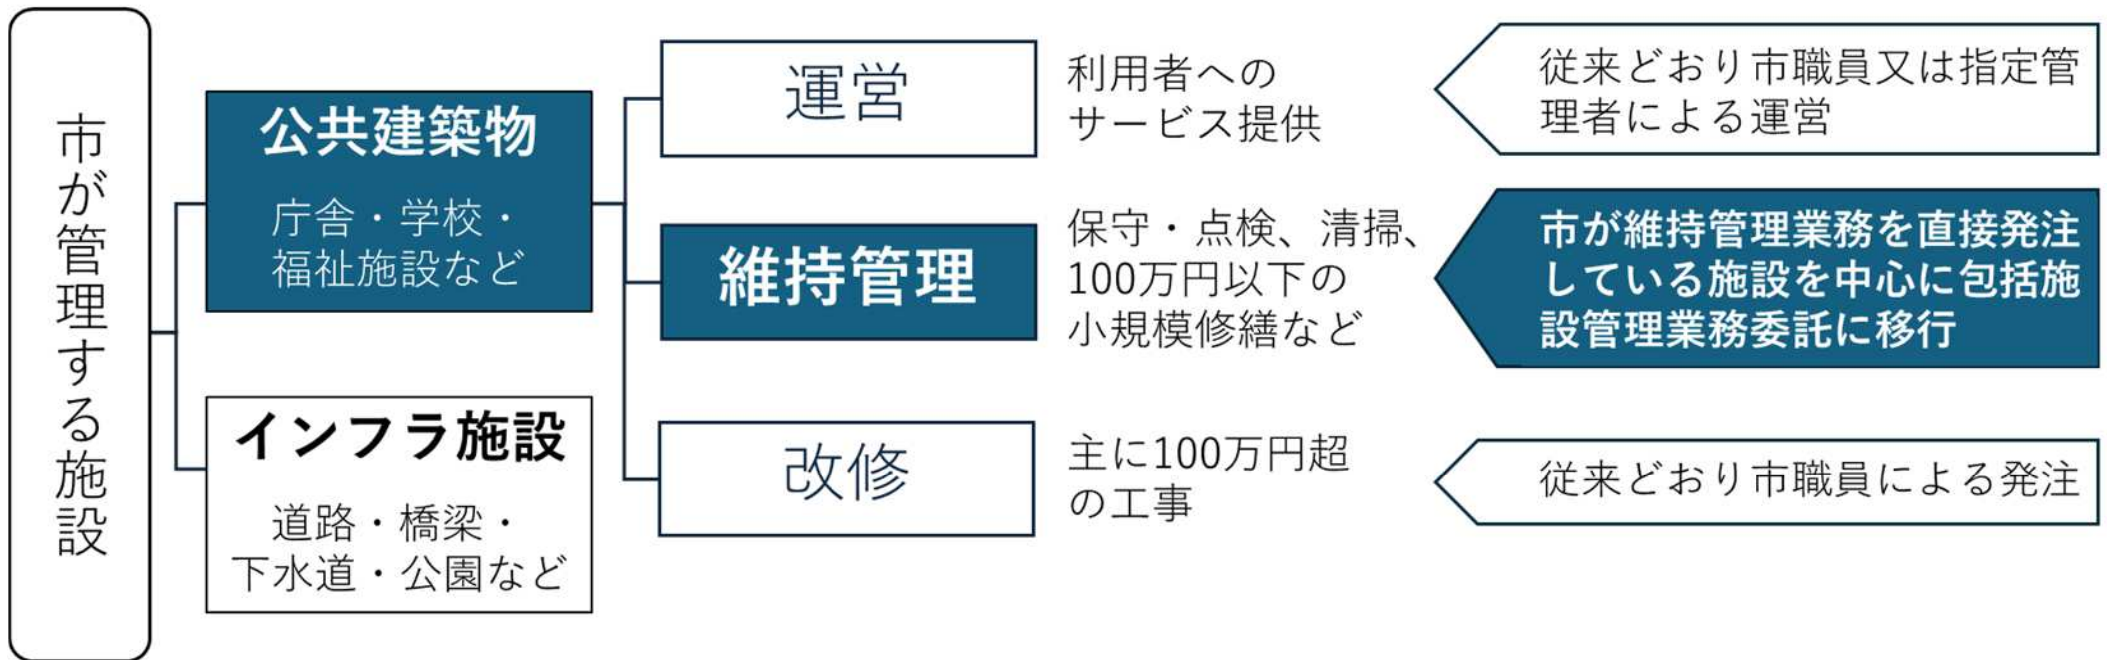 市が管理する施設
公共建築物
庁舎・学校・
福祉施設など
インフラ施設
道路・橋梁・
下水道・公園など
運営
利用者への
サービス提供
従来どおり市職員又は指定管
理者による運営
維持管理
保守・点検、清掃、
100万円以下の
小規模修繕など
市が維持管理業務を直接発注
している施設を中心に包括施
設管理業務委託に移行
改修
主に100万円超
の工事
従来どおり市職員による発注